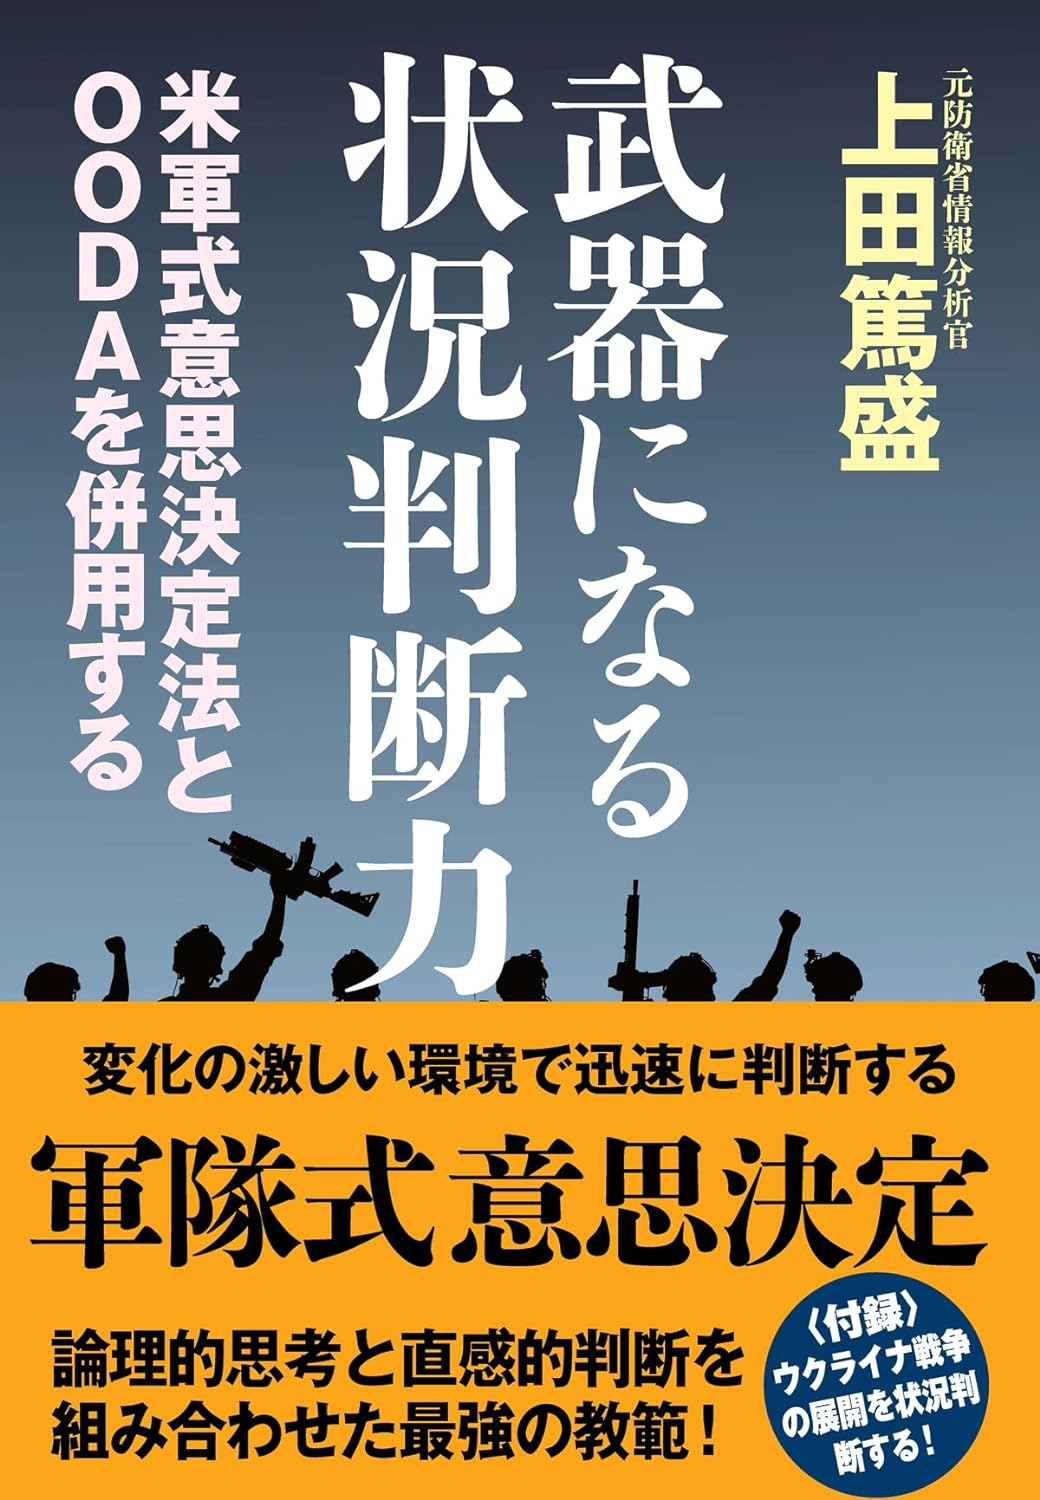 元防衛省情報分析官
上田篤盛
武器になる
状況判断力
米軍式意思決定法と
OODAを併用する
変化の激しい環境で迅速に判断する
軍隊式意思決定
論理的思考と直感的判断を
組み合わせた最強の教範!
〈付録〉
ウクライナ戦争
の展開を状況判
断する!